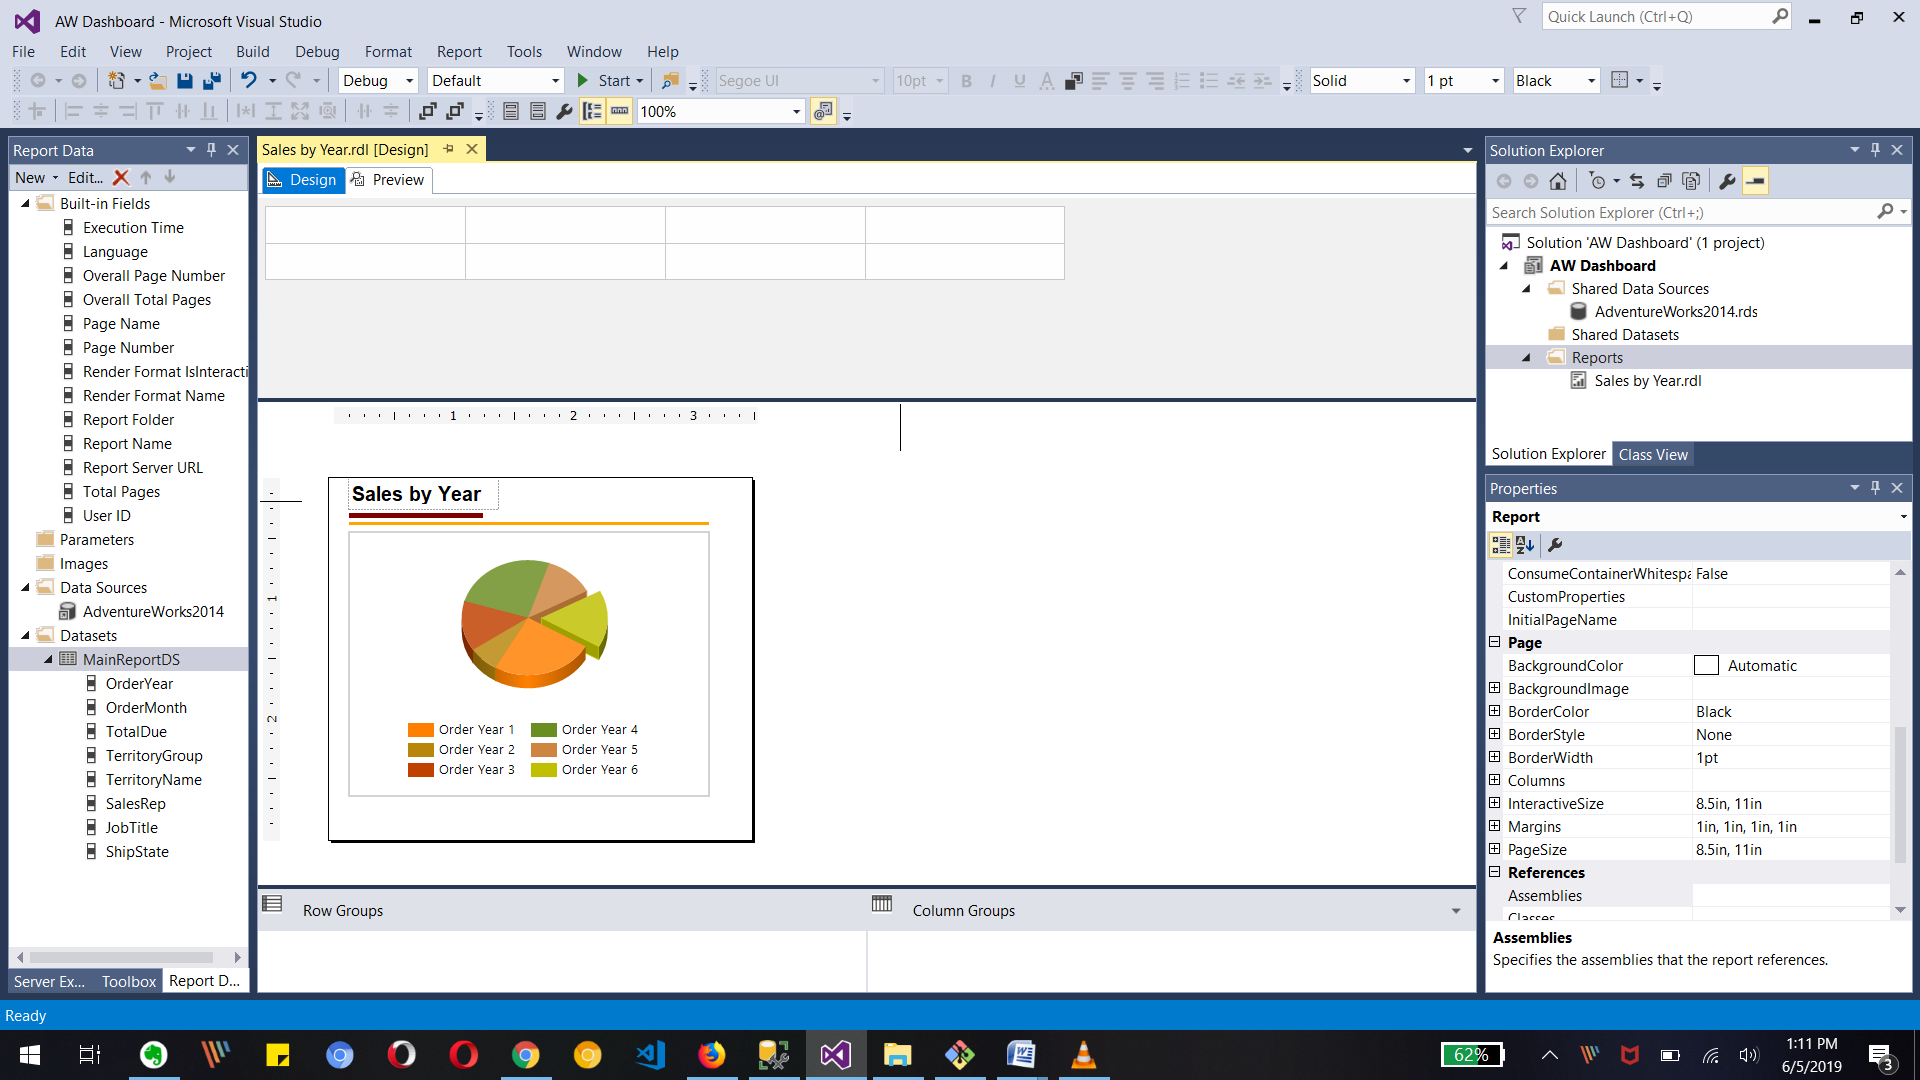 AW Dashboard - Microsoft Visual Studio
Quick Launch (Ctrl+Q)
File Edit View Project Build Debug Format Report Tools Window Help
Debug Default Start Segoe UI 10pt B I U A Solid 1 pt Black
100%
Report Data
New Edit...
Built-in Fields
Execution Time
Language
Overall Page Number
Overall Total Pages
Page Name
Page Number
Render Format IsInteracti
Render Format Name
Report Folder
Report Name
Report Server URL
Total Pages
User ID
Parameters
Images
Data Sources
AdventureWorks2014
Datasets
MainReportDS
OrderYear
OrderMonth
TotalDue
TerritoryGroup
TerritoryName
SalesRep
JobTitle
ShipState
Server Ex... Toolbox Report D...
Sales by Year.rdl [Design]
Design Preview
1 2 3
1
2
Sales by Year
Order Year 1 Order Year 4
Order Year 2 Order Year 5
Order Year 3 Order Year 6
Row Groups Column Groups
Solution Explorer
Search Solution Explorer (Ctrl+;)
Solution 'AW Dashboard' (1 project)
AW Dashboard
Shared Data Sources
AdventureWorks2014.rds
Shared Datasets
Reports
Sales by Year.rdl
Solution Explorer Class View
Properties
Report
ConsumeContainerWhitespa False
CustomProperties
InitialPageName
Page
BackgroundColor Automatic
BackgroundImage
BorderColor Black
BorderStyle None
BorderWidth 1pt
Columns
InteractiveSize 8.5in, 11in
Margins 1in, 1in, 1in, 1in
PageSize 8.5in, 11in
References
Assemblies
Classes
Assemblies
Specifies the assemblies that the report references.
Ready
62%
1:11 PM
6/5/2019
3